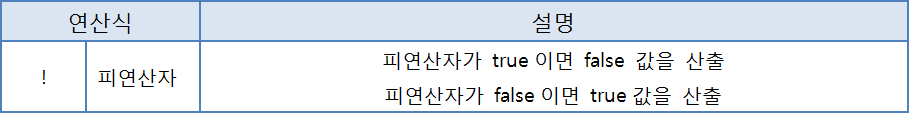 연산식 설명
! 피연산자 피연산자가 true 이면 false 값을 산출
피연산자가 false 이면 true 값을 산출